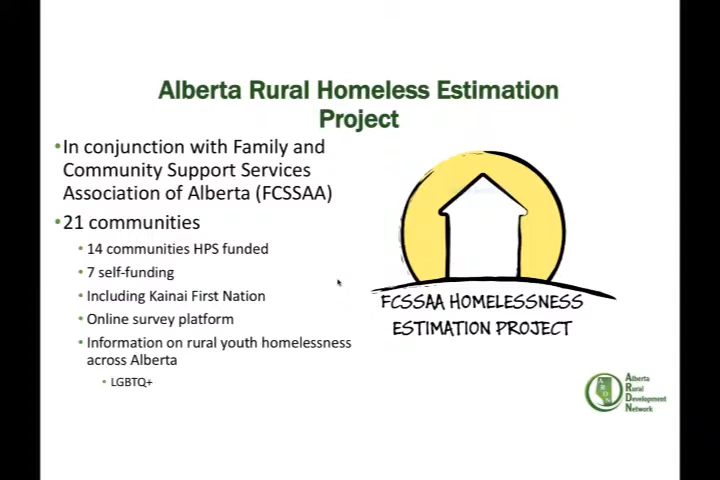 Alberta Rural Homeless Estimation
Project
•In conjunction with Family and
Community Support Services
Association of Alberta (FCSSAA)
•21 communities
•14 communities HPS funded
•7 self-funding
•Including Kainai First Nation
•Online survey platform
•Information on rural youth homelessness
across Alberta
•LGBTQ+
FCSSAA HOMELESSNESS
ESTIMATION PROJECT
ARDN
Alberta
Rural
Development
Network